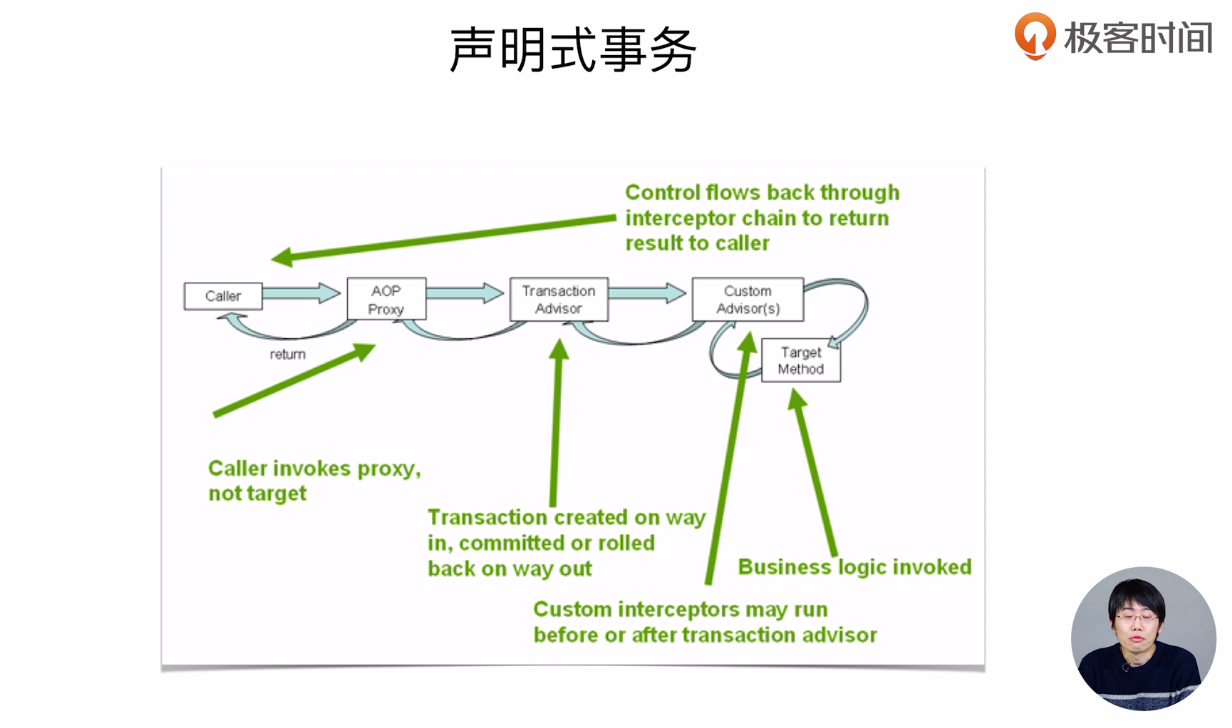 声明式事务
极客时间
Control flows back through
interceptor chain to return
result to caller
Caller
AOP
Proxy
Transaction
Advisor
Custom
Advisor(s)
return
Target
Method
Caller invokes proxy,
not target
Transaction created on way
in, committed or rolled
back on way out
Business logic invoked
Custom interceptors may run
before or after transaction advisor